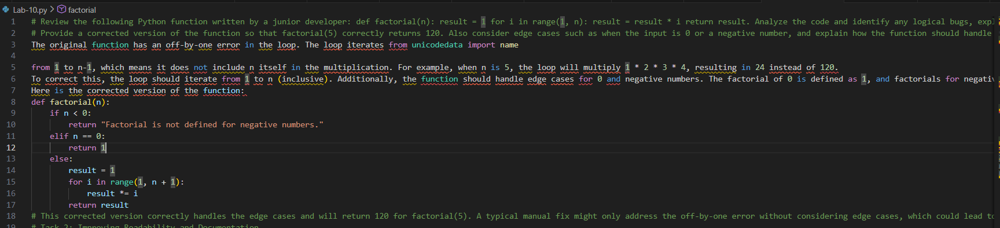 Lab-10.py > factorial
1 # Review the following Python function written by a junior developer: def factorial(n): result = 1 for i in range(1, n): result = result * i return result. Analyze the code and identify any logical bugs, expl
2 # Provide a corrected version of the function so that factorial(5) correctly returns 120. Also consider edge cases such as when the input is 0 or a negative number, and explain how the function should handle
3 The original function has an off-by-one error in the loop. The loop iterates from unicodedata import name
4
5 from 1 to n-1, which means it does not include n itself in the multiplication. For example, when n is 5, the loop will multiply 1 * 2 * 3 * 4, resulting in 24 instead of 120.
6 To correct this, the loop should iterate from 1 to n (inclusive). Additionally, the function should handle edge cases for 0 and negative numbers. The factorial of 0 is defined as 1, and factorials for negativ
7 Here is the corrected version of the function:
8 def factorial(n):
9     if n < 0:
10         return "Factorial is not defined for negative numbers."
11     elif n == 0:
12         return 1
13     else:
14         result = 1
15         for i in range(1, n + 1):
16             result *= i
17         return result
18 # This corrected version correctly handles the edge cases and will return 120 for factorial(5). A typical manual fix might only address the off-by-one error without considering edge cases, which could lead to
19 # Task 2: Improving Readability and Documentation